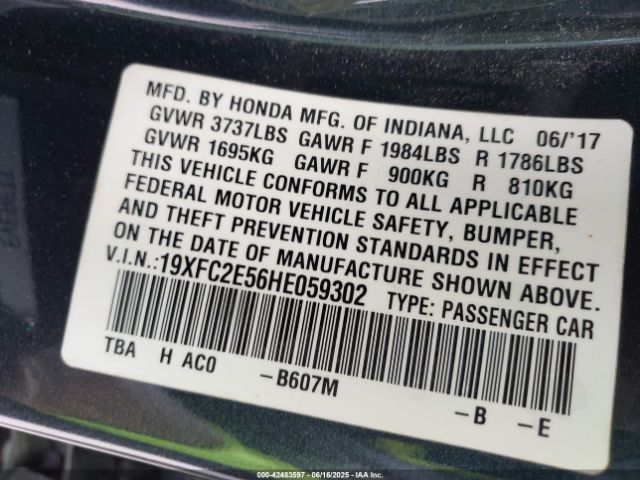 MFD. BY HONDA MFG. OF INDIANA, LLC 06/'17
GVWR 3737LBS GAWR F 1984LBS R 1786LBS
GVWR 1695KG GAWR F 900KG R 810KG
THIS VEHICLE CONFORMS TO ALL APPLICABLE
FEDERAL MOTOR VEHICLE SAFETY, BUMPER,
AND THEFT PREVENTION STANDARDS IN EFFECT
ON THE DATE OF MANUFACTURE SHOWN ABOVE.
V.I.N.:19XFC2E56HE059302 TYPE: PASSENGER CAR
TBA H AC0 -B607M -B -E
00-42483597 - 06/16/2025 - IAA Inc.